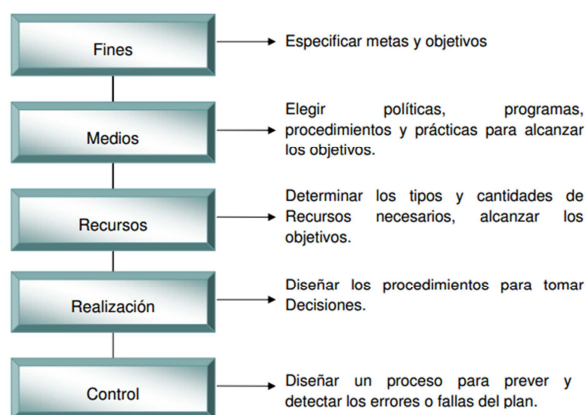 Fines
Especificar metas y objetivos
Medios
Elegir políticas, programas,
procedimientos y prácticas para alcanzar
los objetivos.
Recursos
Determinar los tipos y cantidades de
Recursos necesarios, alcanzar los
objetivos.
Realización
Diseñar los procedimientos para tomar
Decisiones.
Control
Diseñar un proceso para prever y
detectar los errores o fallas del plan.